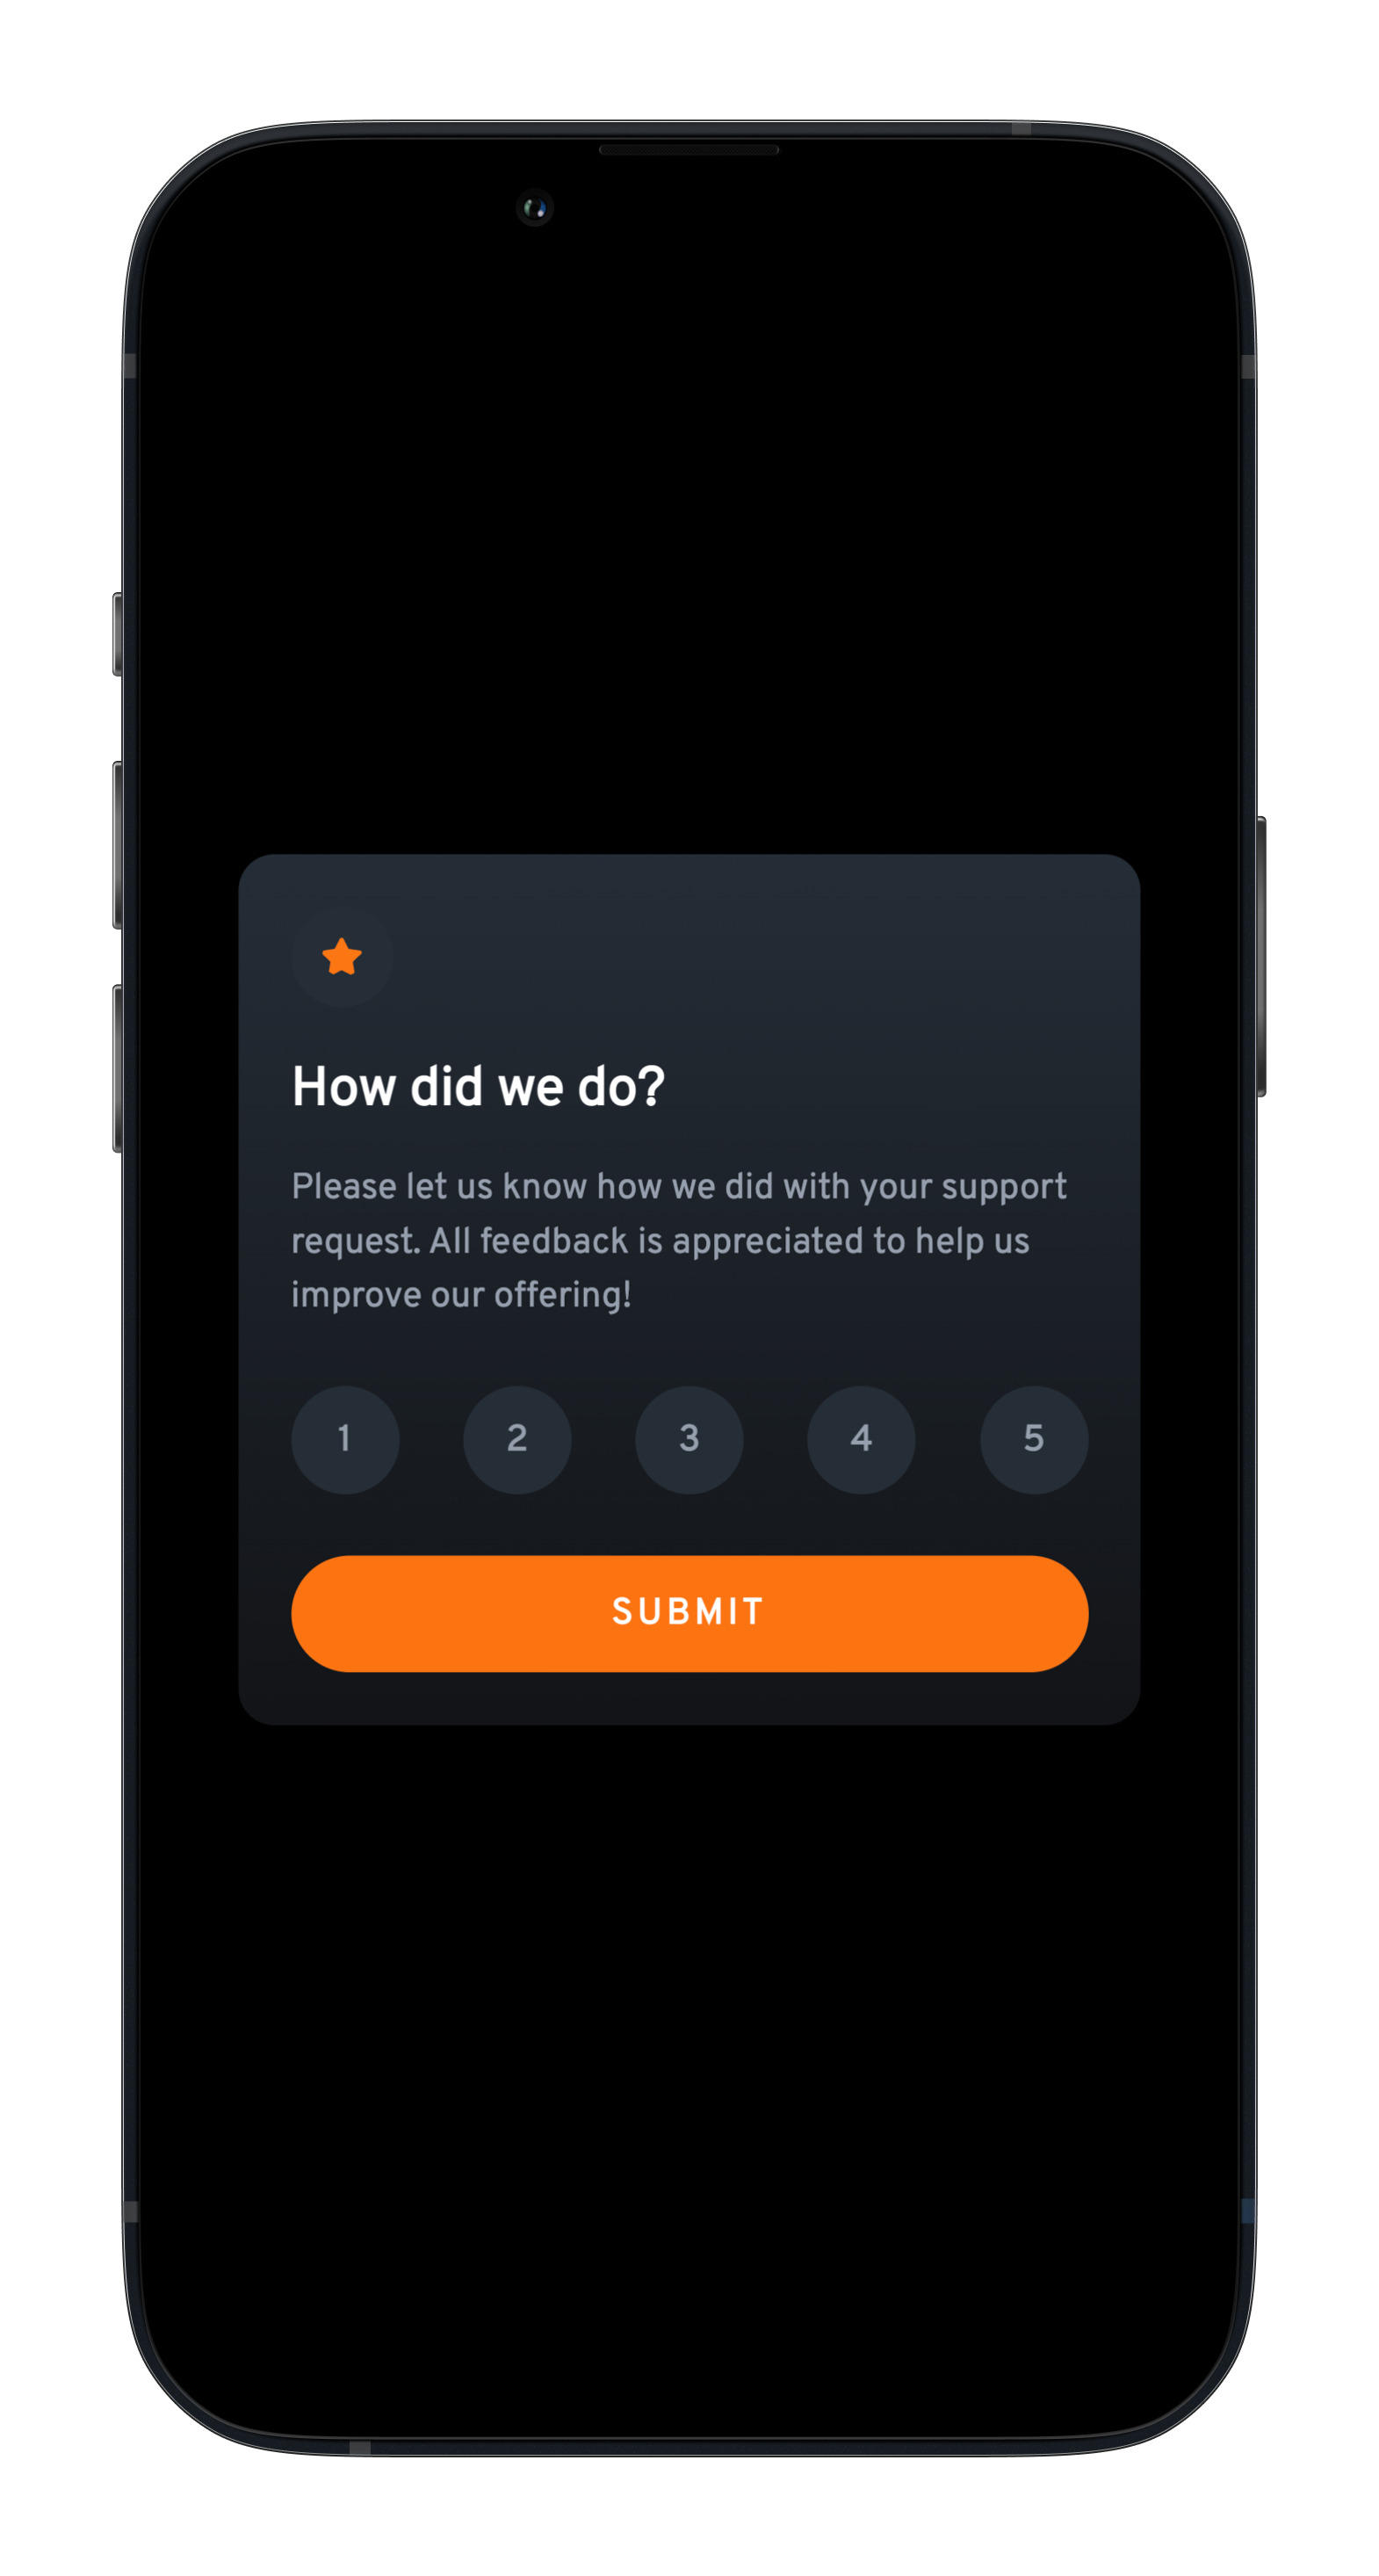 How did we do?
Please let us know how we did with your support
request. All feedback is appreciated to help us
improve our offering!
1 2 3 4 5
SUBMIT